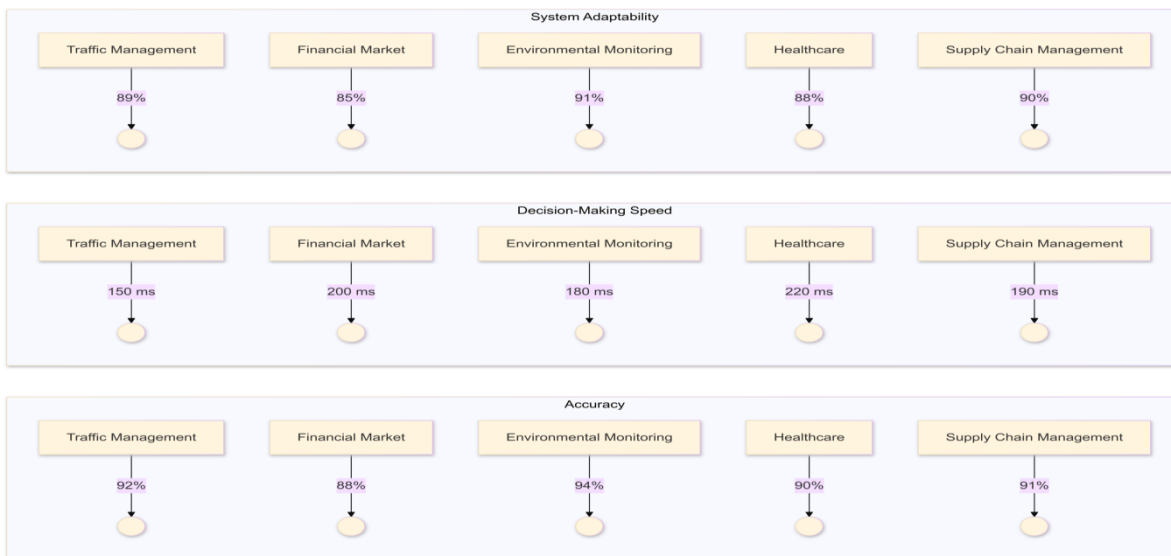 System Adaptability
Traffic Management Financial Market Environmental Monitoring Healthcare Supply Chain Management
89% 85% 91% 88% 90%
Decision-Making Speed
Traffic Management Financial Market Environmental Monitoring Healthcare Supply Chain Management
150 ms 200 ms 180 ms 220 ms 190 ms
Accuracy
Traffic Management Financial Market Environmental Monitoring Healthcare Supply Chain Management
92% 88% 94% 90% 91%